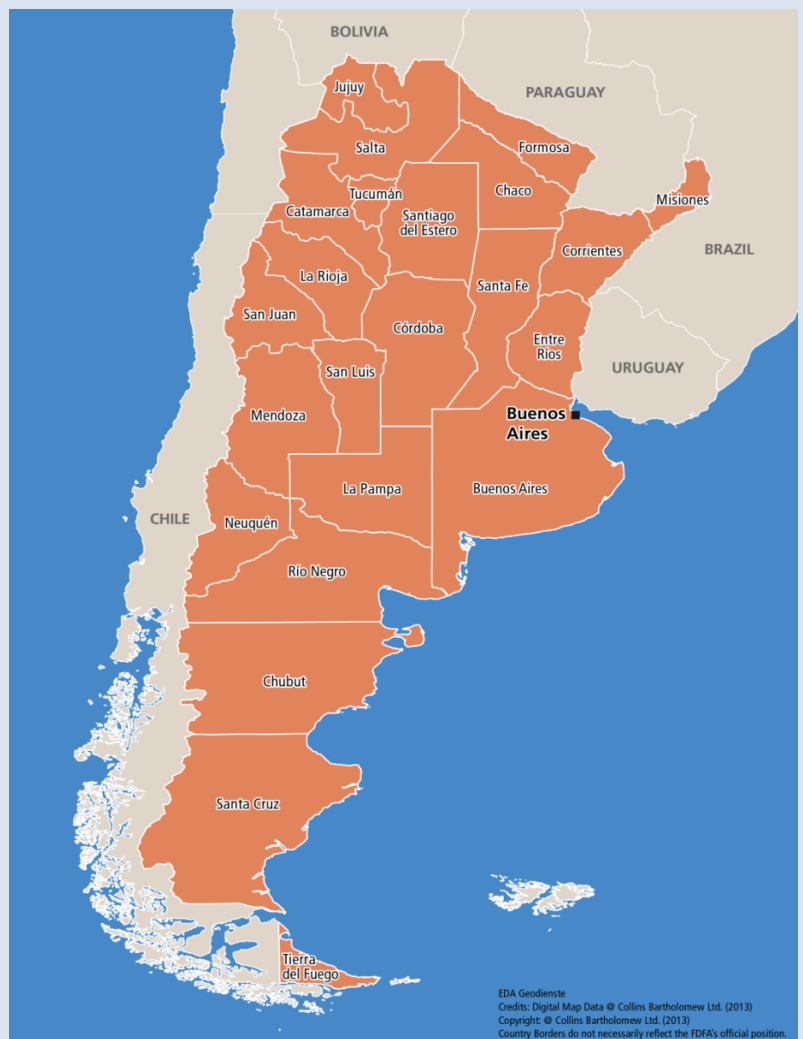 BOLIVIA
Jujuy
PARAGUAY
Salta
Formosa
Chaco
Misiones
Tucumán
Catamarca
Santiago
del Estero
Corrientes
BRAZIL
La Rioja
Santa Fe
San Juan
Córdoba
Entre
Ríos
San Luis
URUGUAY
Mendoza
Buenos
Aires
La Pampa
Buenos Aires
CHILE
Neuquén
Río Negro
Chubut
Santa Cruz
Tierra
del Fuego
EDA Geodienste
Credits: Digital Map Data @ Collins Bartholomew Ltd. (2013)
Copyright: @ Collins Bartholomew Ltd. (2013)
Country Borders do not necessarily reflect the FDFA's official position.